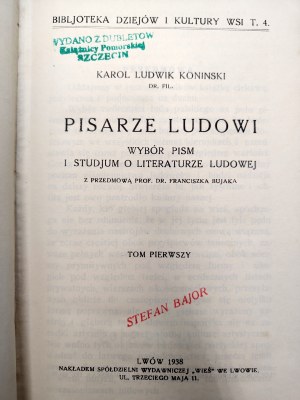 BIBLJOTEKA DZIEJÓW I KULTURY WSI T. 4.
WYDANO Z DUBLETÓW
Książnicy Pomorskiej
SZCZECIN
KAROL LUDWIK KONINSKI
DR. FIL.
PISARZE LUDOWI
WYBÓR PISM
I STUDJUM O LITERATURZE LUDOWEJ
Z PRZEDMOWĄ PROF. DR. FRANCISZKA BUJAKA
TOM PIERWSZY
STEFAN BAJOR
LWÓW 1938
NAKŁADEM SPÓŁDZIELNI WYDAWNICZEJ „WIEŚ" WE LWOWIE,
UL. TRZECIEGO MAJA 11.